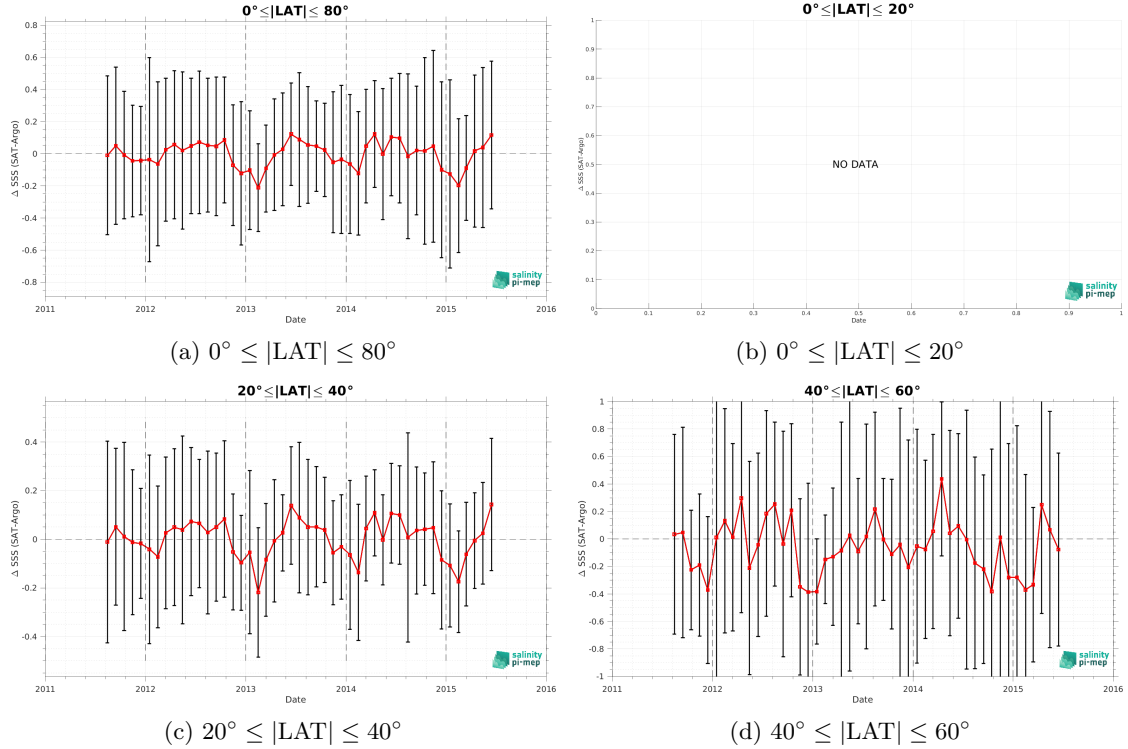 0°≤|LAT|≤ 80°
0.8
0.6
0.4
0.2
0
-0.2
-0.4
-0.6
-0.8
Δ SSS (SAT-Argo)
2011
2012
2013
2014
2015
2016
Date
salinity
pi-mep
(a) 0° ≤ |LAT| ≤ 80°
0°≤|LAT|≤ 20°
1
0.9
0.8
0.7
0.6
0.5
0.4
0.3
0.2
0.1
0
Δ SSS (SAT-Argo)
NO DATA
0
0.1
0.2
0.3
0.4
0.5
0.6
0.7
0.8
0.9
1
Date
salinity
pi-mep
(b) 0° ≤ |LAT| ≤ 20°
20°≤|LAT|≤ 40°
0.4
0.2
0
-0.2
-0.4
Δ SSS (SAT-Argo)
2011
2012
2013
2014
2015
2016
Date
salinity
pi-mep
(c) 20° ≤ |LAT| ≤ 40°
40°≤|LAT|≤ 60°
1
0.8
0.6
0.4
0.2
0
-0.2
-0.4
-0.6
-0.8
-1
Δ SSS (SAT-Argo)
2011
2012
2013
2014
2015
2016
Date
salinity
pi-mep
(d) 40° ≤ |LAT| ≤ 60°